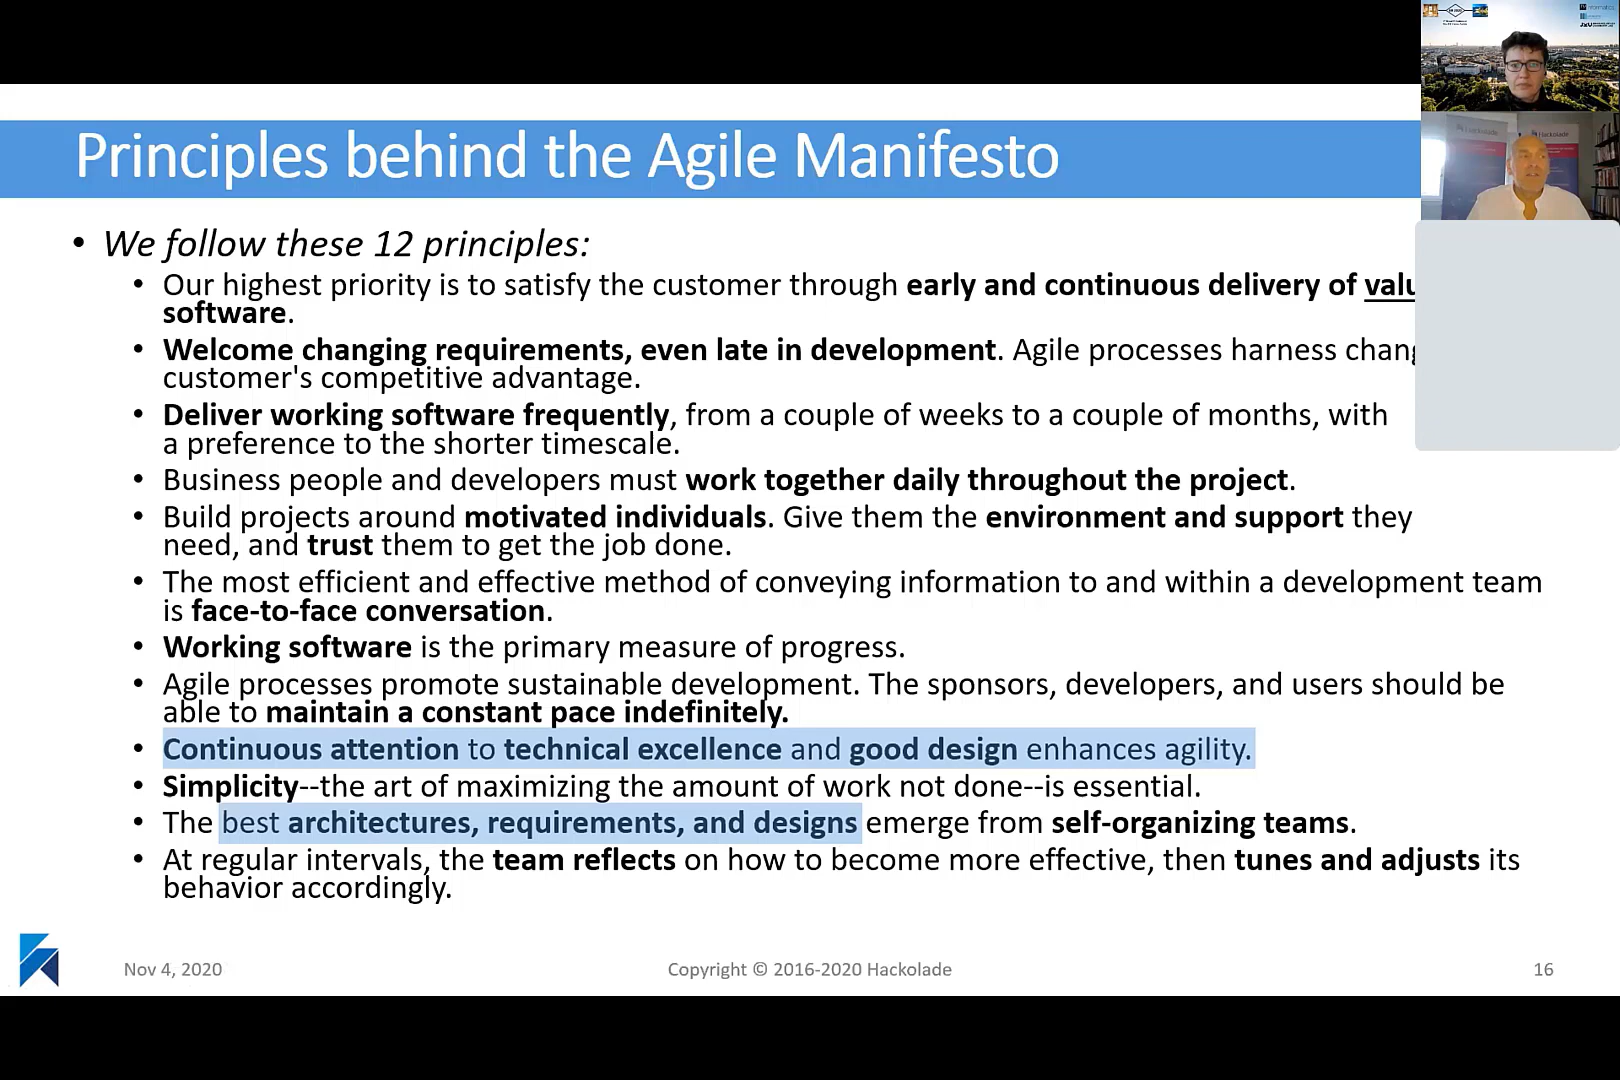 Principles behind the Agile Manifesto
• We follow these 12 principles:
• Our highest priority is to satisfy the customer through early and continuous delivery of
software.
• Welcome changing requirements, even late in development. Agile processes harness
customer's competitive advantage.
• Deliver working software frequently, from a couple of weeks to a couple of months, with
a preference to the shorter timescale.
• Business people and developers must work together daily throughout the project.
• Build projects around motivated individuals. Give them the environment and support they
need, and trust them to get the job done.
• The most efficient and effective method of conveying information to and within a development team
is face-to-face conversation.
• Working software is the primary measure of progress.
• Agile processes promote sustainable development. The sponsors, developers, and users should be
able to maintain a constant pace indefinitely.
• Continuous attention to technical excellence and good design enhances agility.
• Simplicity--the art of maximizing the amount of work not done--is essential.
• The best architectures, requirements, and designs emerge from self-organizing teams.
• At regular intervals, the team reflects on how to become more effective, then tunes and adjusts its
behavior accordingly.
Nov 4, 2020
Copyright © 2016-2020 Hackolade
16
Hackolade
Hackolade